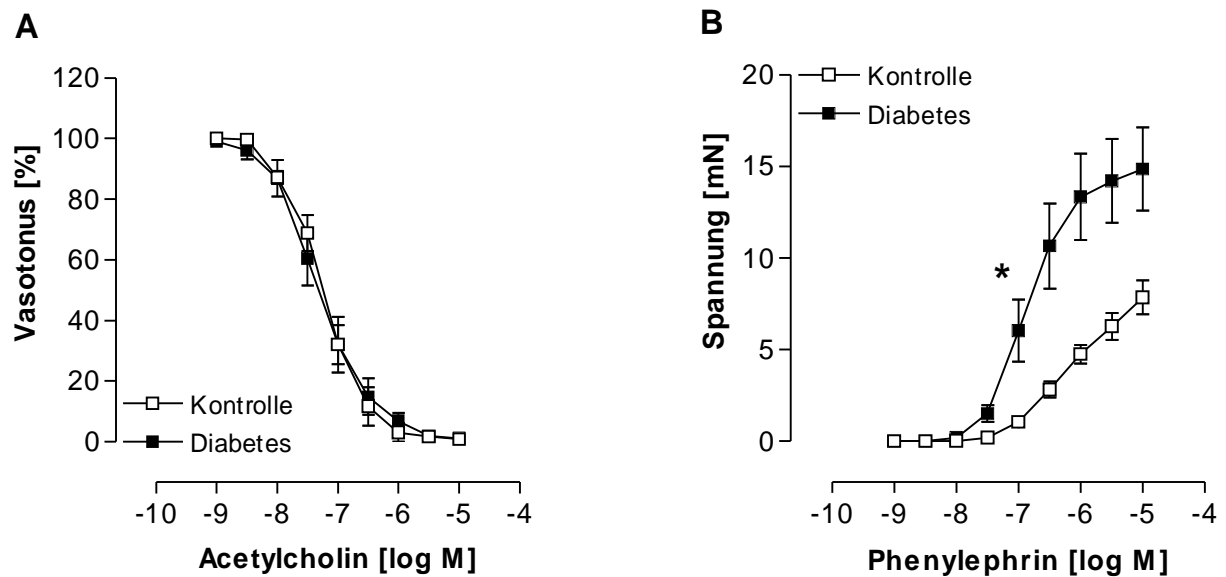 A
Vasotonus [%]
120
100
80
60
40
20
0
Kontrolle
Diabetes
-10 -9 -8 -7 -6 -5 -4
Acetylcholin [log M]
B
Spannung [mN]
20
15
10
5
0
Kontrolle
Diabetes
*
-10 -9 -8 -7 -6 -5 -4
Phenylephrin [log M]